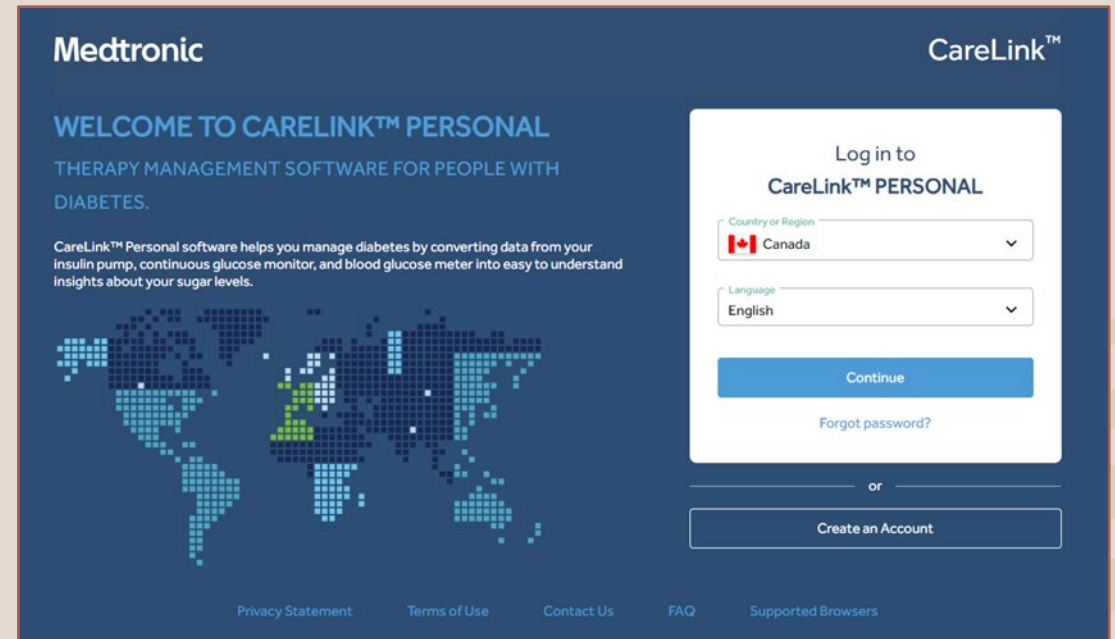 Medtronic
CareLink™
WELCOME TO CARELINK™ PERSONAL
THERAPY MANAGEMENT SOFTWARE FOR PEOPLE WITH
DIABETES.
CareLink™ Personal software helps you manage diabetes by converting data from your
insulin pump, continuous glucose monitor, and blood glucose meter into easy to understand
insights about your sugar levels.
Log in to
CareLink™ PERSONAL
Country or Region
Canada
Language
English
Continue
Forgot password?
or
Create an Account
Privacy Statement Terms of Use Contact Us FAQ Supported Browsers